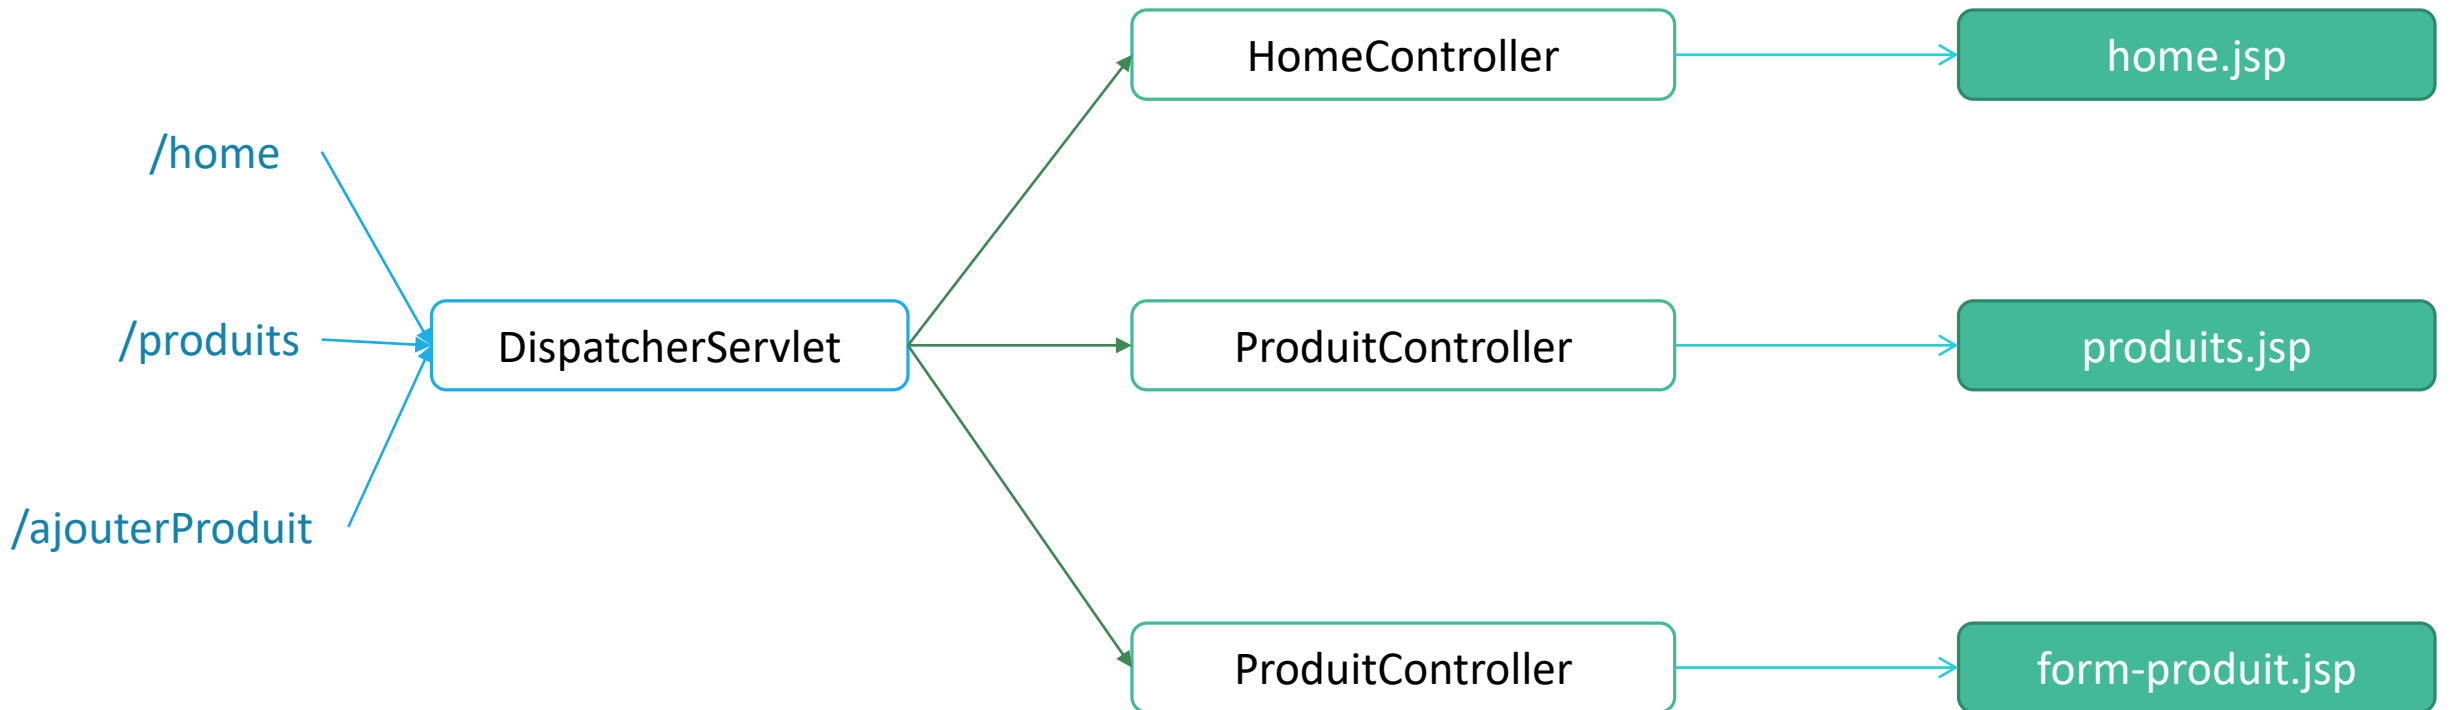 /home
/produits
/ajouterProduit
DispatcherServlet
HomeController
ProduitController
ProduitController
home.jsp
produits.jsp
form-produit.jsp